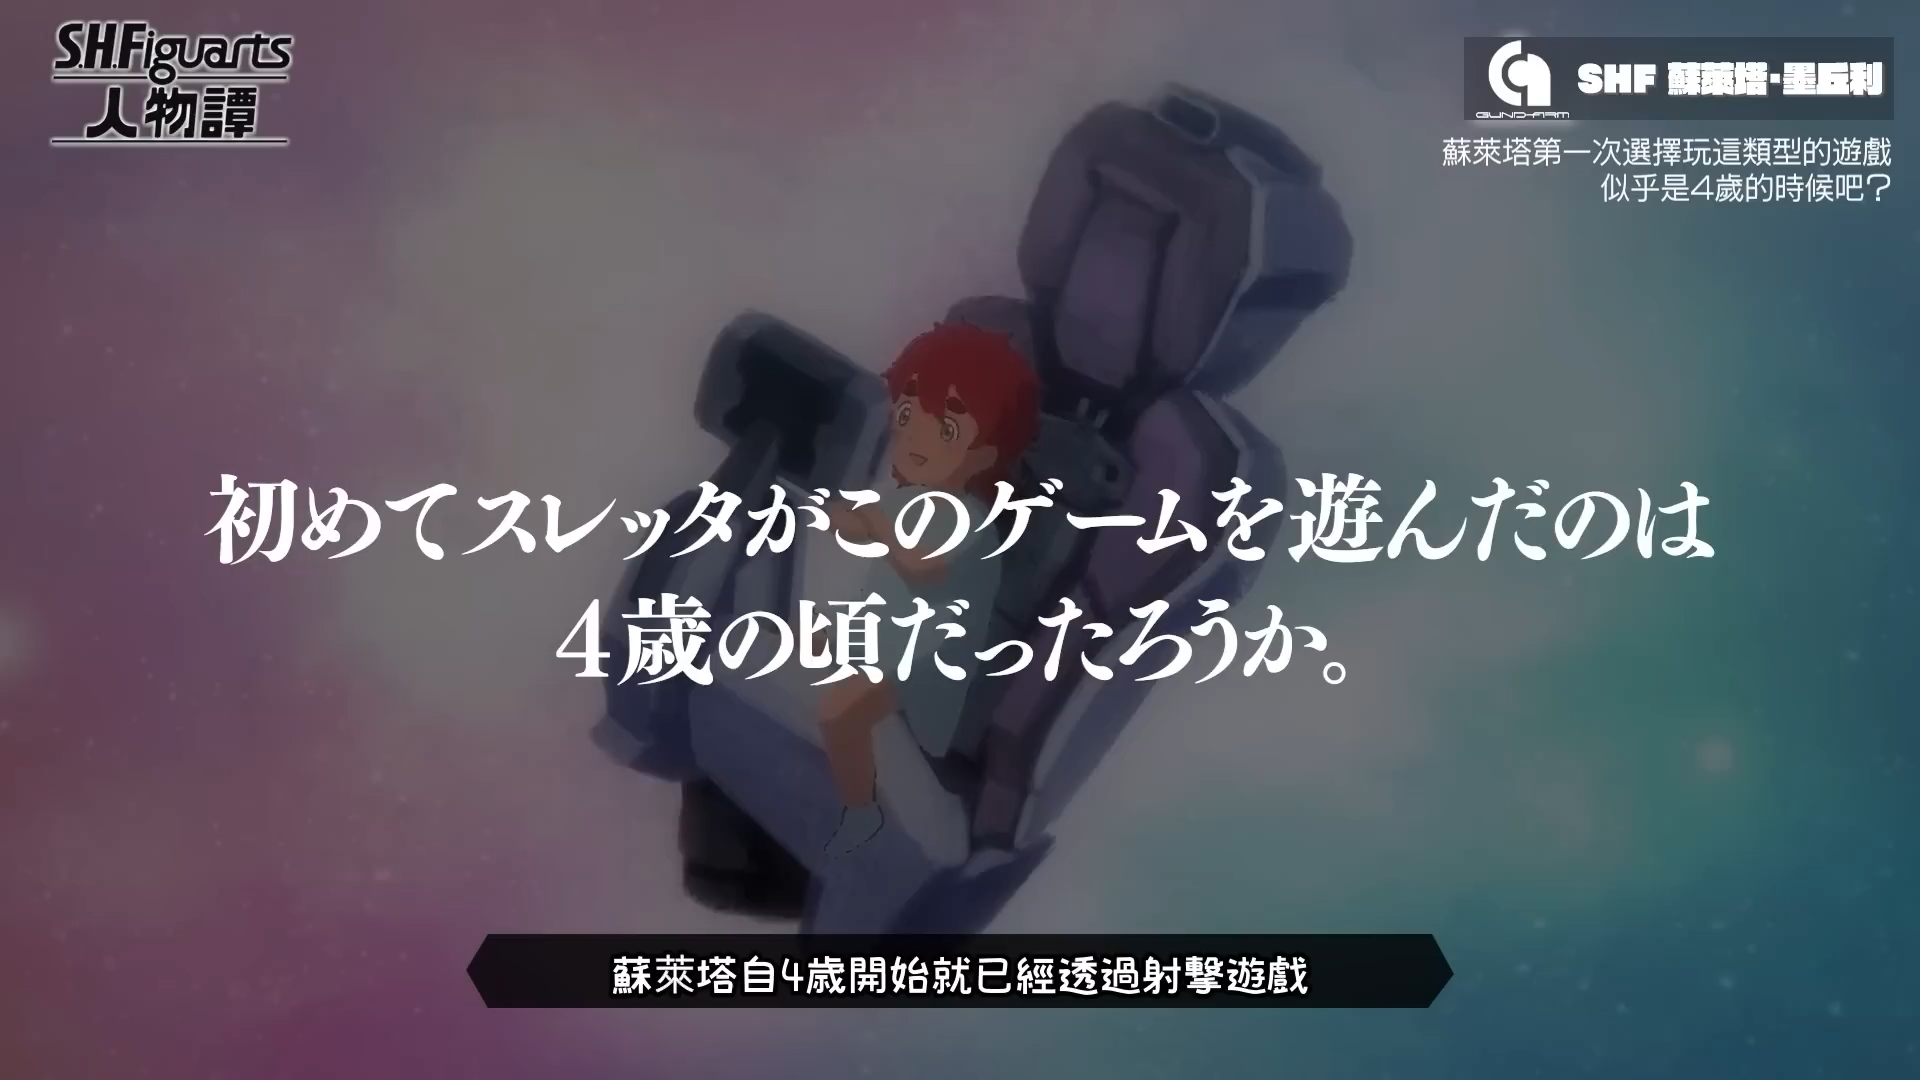 S.H.Figuarts
人物譚
GUND-ARM
SHF 蘇萊塔·墨丘利
蘇萊塔第一次選擇玩這類型的遊戲
似乎是4歲的時候吧?
初めてスレッタがこのゲームを遊んだのは
4歳の頃だったろうか。
蘇萊塔自4歲開始就已經透過射擊遊戲